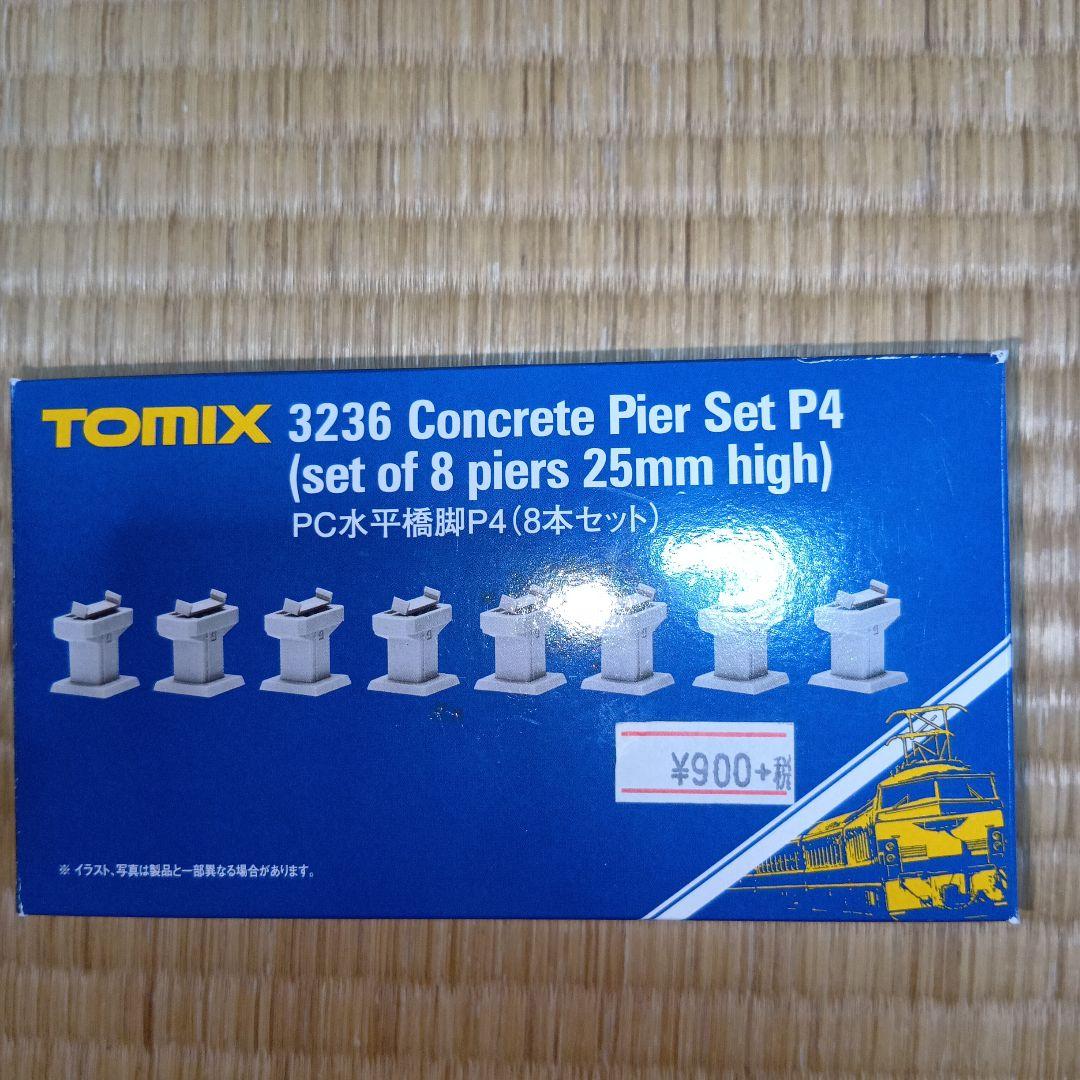 TOMIX 3236 Concrete Pier Set P4
(set of 8 piers 25mm high)
PC水平橋脚P4(8本セット)
¥900+税
※ イラスト、写真は製品と一部異なる場合があります。